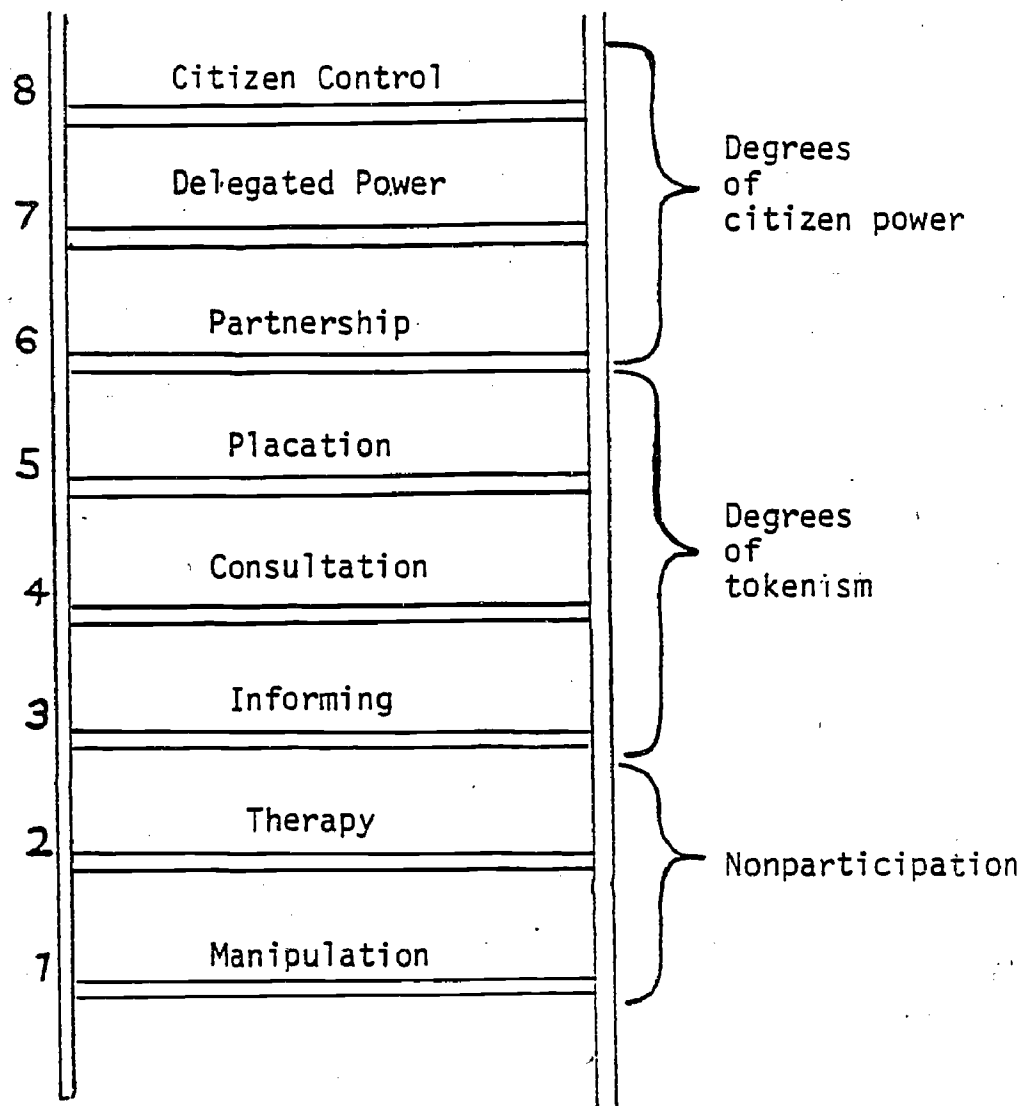 8 Citizen Control
7 Delegated Power
6 Partnership
5 Placation
4 Consultation
3 Informing
2 Therapy
1 Manipulation
Degrees
of
citizen power
Degrees
of
tokenism
Nonparticipation